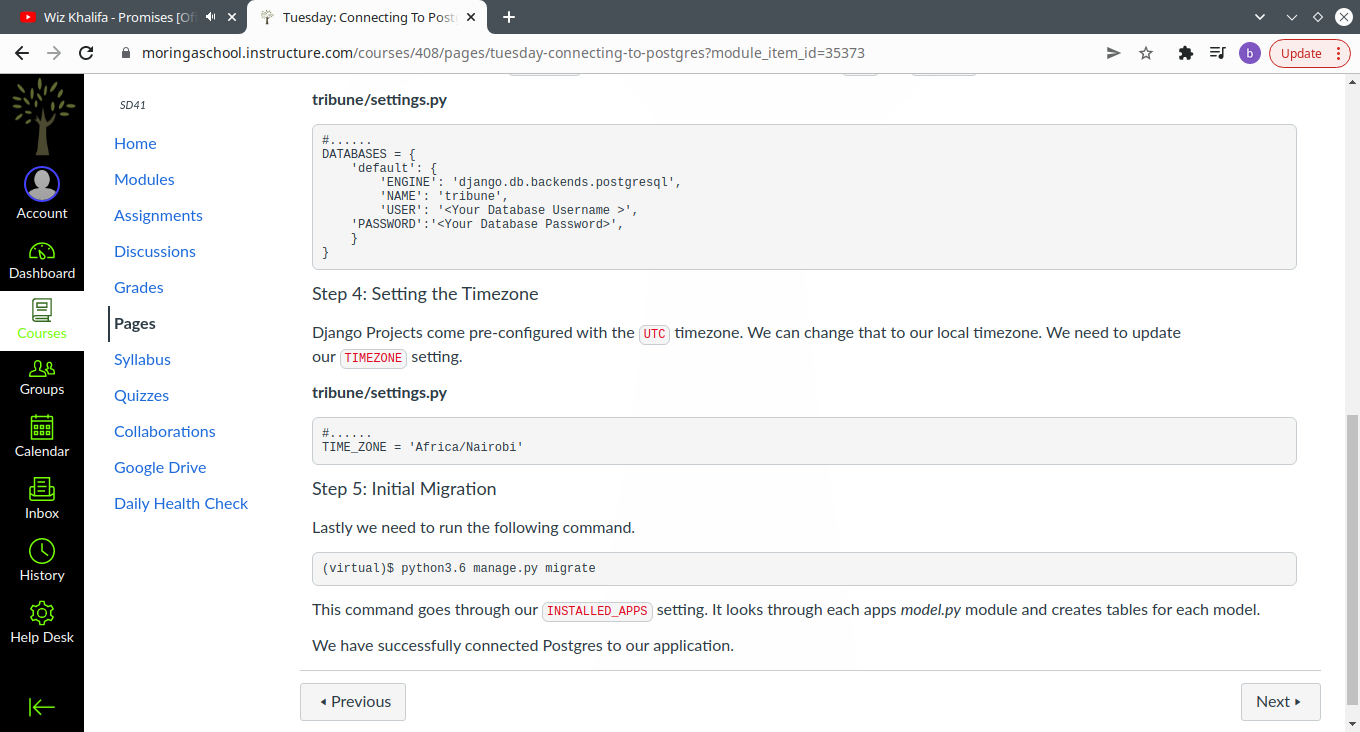 Wiz Khalifa - Promises [Of
Tuesday: Connecting To Postg
moringaschool.instructure.com/courses/408/pages/tuesday-connecting-to-postgres?module_item_id=35373
b
Update
Account
Dashboard
Courses
Groups
Calendar
Inbox
History
Help Desk
SD41
Home
Modules
Assignments
Discussions
Grades
Pages
Syllabus
Quizzes
Collaborations
Google Drive
Daily Health Check
tribune/settings.py
#......
DATABASES = {
    'default': {
        'ENGINE': 'django.db.backends.postgresql',
        'NAME': 'tribune',
        'USER': '<Your Database Username >',
    'PASSWORD':'<Your Database Password>',
    }
}
Step 4: Setting the Timezone
Django Projects come pre-configured with the UTC timezone. We can change that to our local timezone. We need to update
our TIMEZONE setting.
tribune/settings.py
#......
TIME_ZONE = 'Africa/Nairobi'
Step 5: Initial Migration
Lastly we need to run the following command.
(virtual)$ python3.6 manage.py migrate
This command goes through our INSTALLED_APPS setting. It looks through each apps model.py module and creates tables for each model.
We have successfully connected Postgres to our application.
Previous
Next